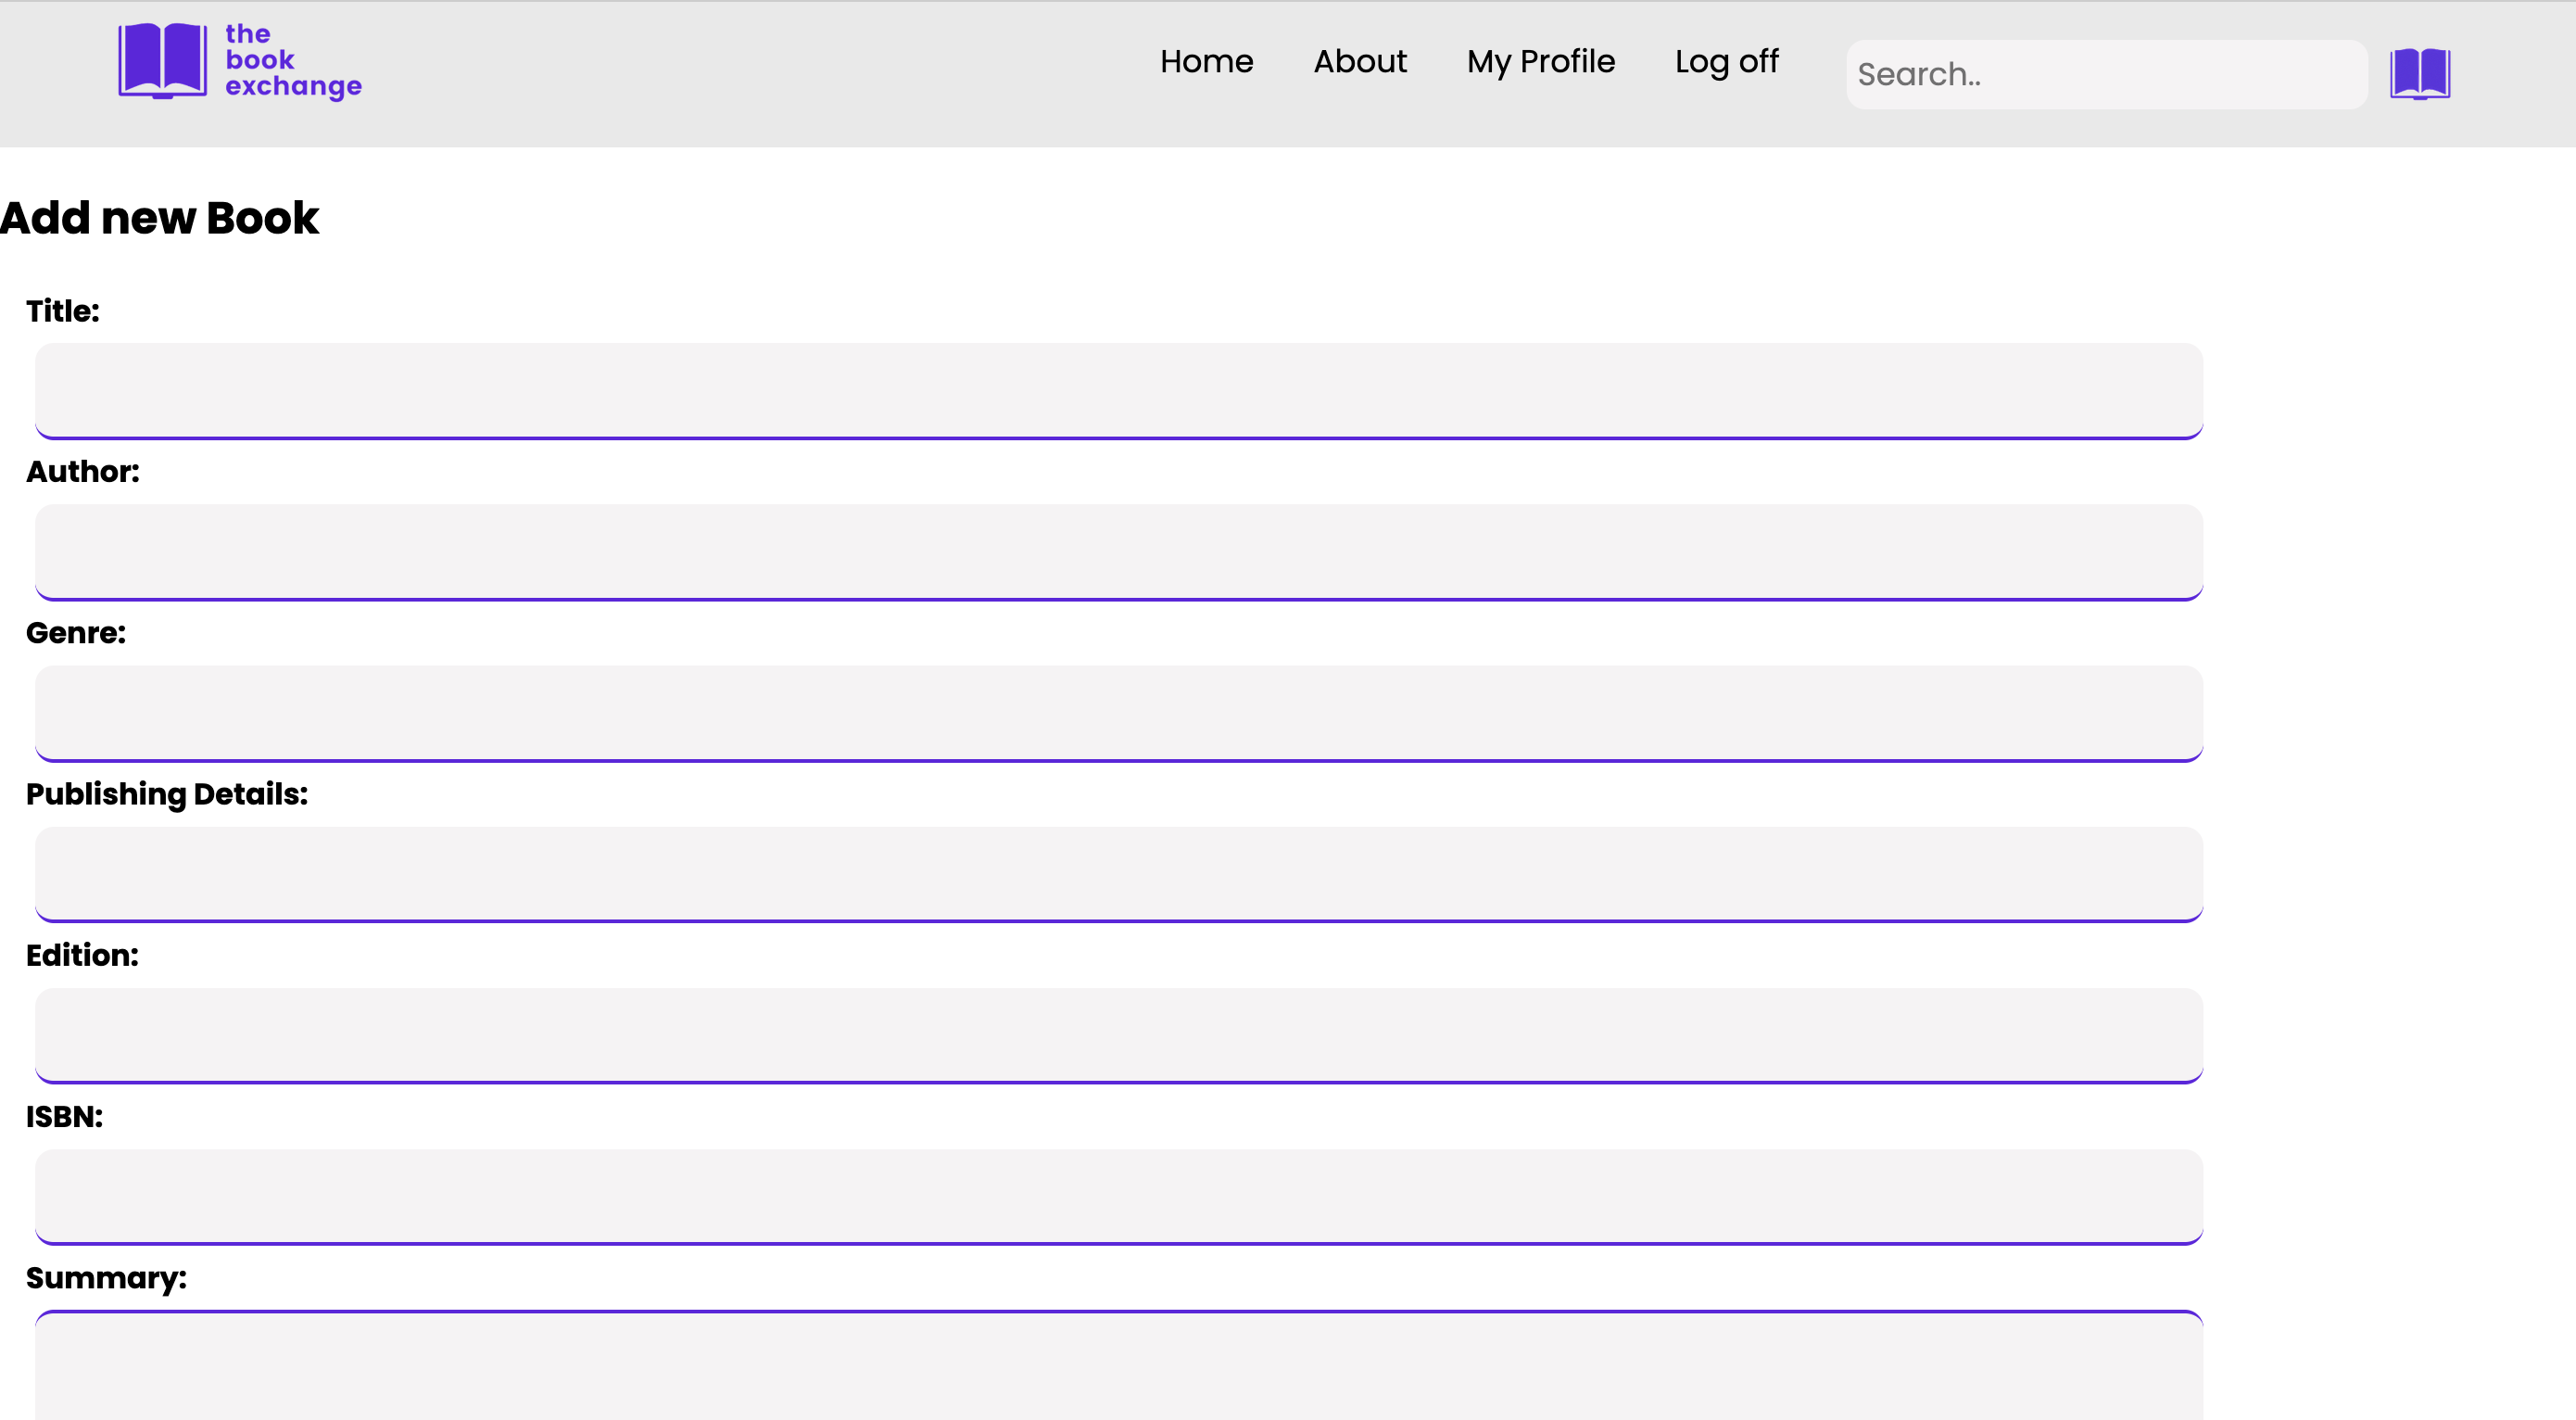 the
book
exchange
Home About My Profile Log off Search..
Add new Book
Title:
Author:
Genre:
Publishing Details:
Edition:
ISBN:
Summary: